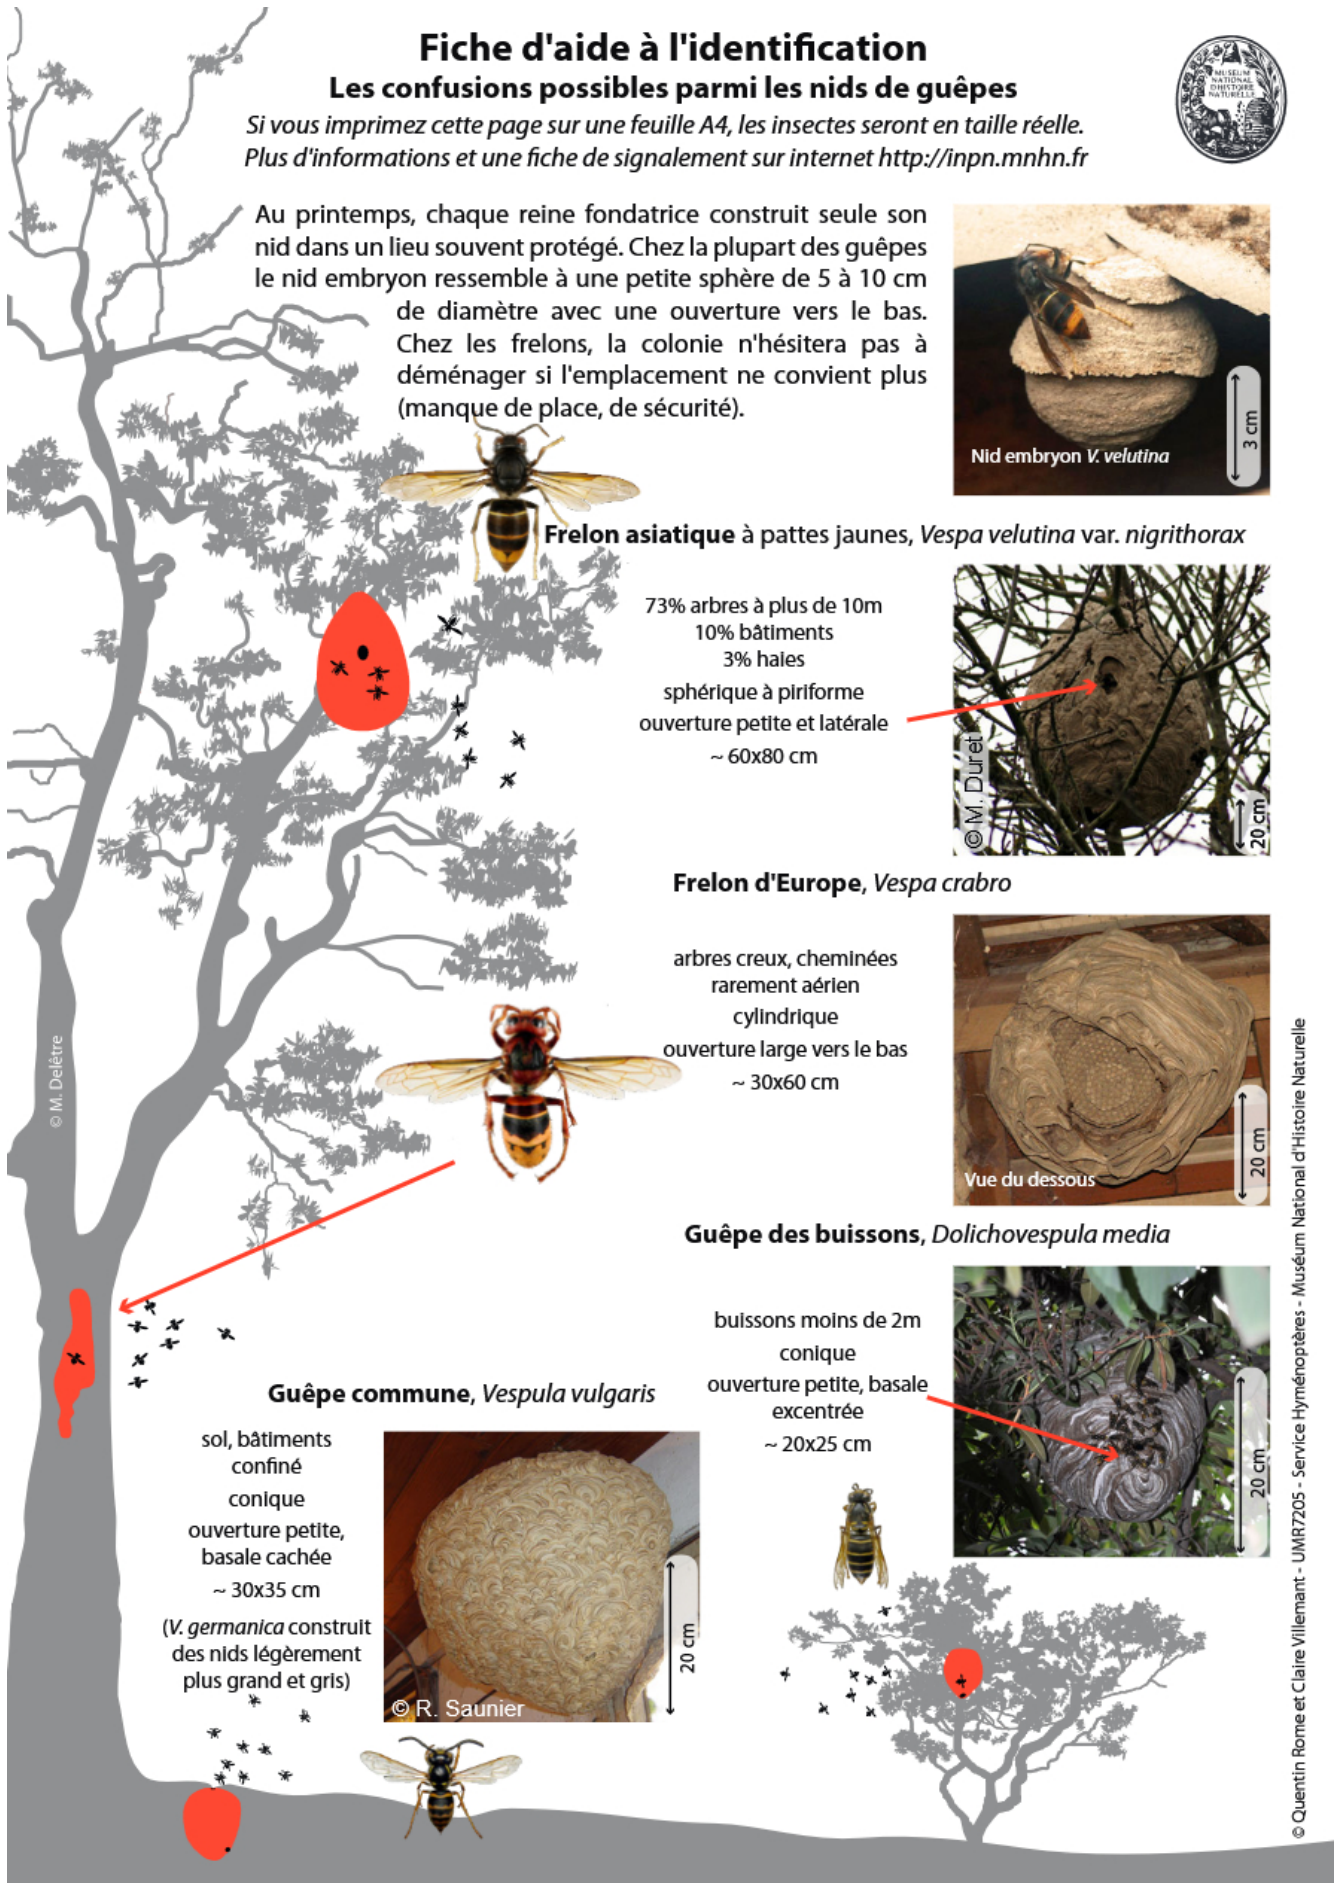 Fiche d'aide à l'identification
Les confusions possibles parmi les nids de guêpes
Si vous imprimez cette page sur une feuille A4, les insectes seront en taille réelle.
Plus d'informations et une fiche de signalement sur internet http://inpn.mnhn.fr
MUSEUM
NATIONAL
D'HISTOIRE
NATURELLE
Au printemps, chaque reine fondatrice construit seule son
nid dans un lieu souvent protégé. Chez la plupart des guêpes
le nid embryon ressemble à une petite sphère de 5 à 10 cm
de diamètre avec une ouverture vers le bas.
Chez les frelons, la colonie n'hésitera pas à
déménager si l'emplacement ne convient plus
(manque de place, de sécurité).
Nid embryon V. velutina
3 cm
Frelon asiatique à pattes jaunes, Vespa velutina var. nigrithorax
73% arbres à plus de 10m
10% bâtiments
3% haies
sphérique à piriforme
ouverture petite et latérale
~ 60x80 cm
© M. Duret
20 cm
Frelon d'Europe, Vespa crabro
arbres creux, cheminées
rarement aérien
cylindrique
ouverture large vers le bas
~ 30x60 cm
Vue du dessous
20 cm
© M. Delêtre
Guêpe des buissons, Dolichovespula media
buissons moins de 2m
conique
ouverture petite, basale
excentrée
~ 20x25 cm
20 cm
Guêpe commune, Vespula vulgaris
sol, bâtiments
confiné
conique
ouverture petite,
basale cachée
~ 30x35 cm
(V. germanica construit
des nids légèrement
plus grand et gris)
© R. Saunier
20 cm
© Quentin Rome et Claire Villemant - UMR7205 - Service Hyménoptères - Muséum National d'Histoire Naturelle